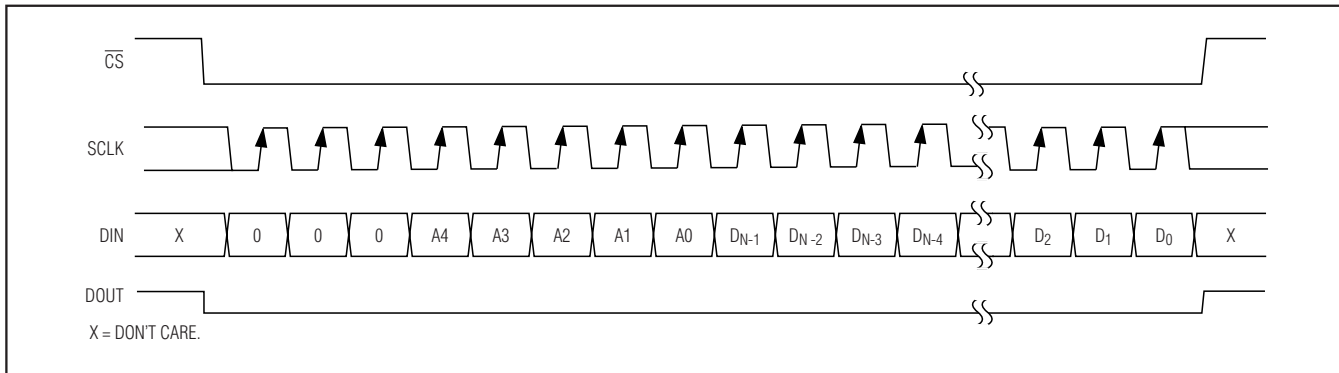 C̅S̅
SCLK
DIN X 0 0 0 A4 A3 A2 A1 A0 DN-1 DN-2 DN-3 DN-4 D2 D1 D0 X
DOUT
X = DON'T CARE.